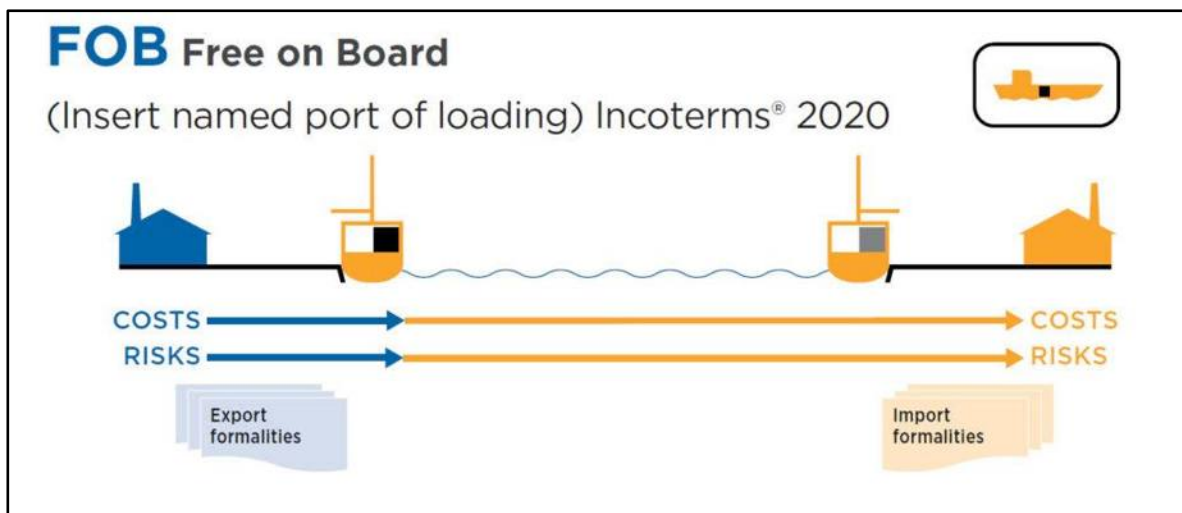 FOB Free on Board
(Insert named port of loading) Incoterms® 2020
COSTS COSTS
RISKS RISKS
Export
formalities
Import
formalities